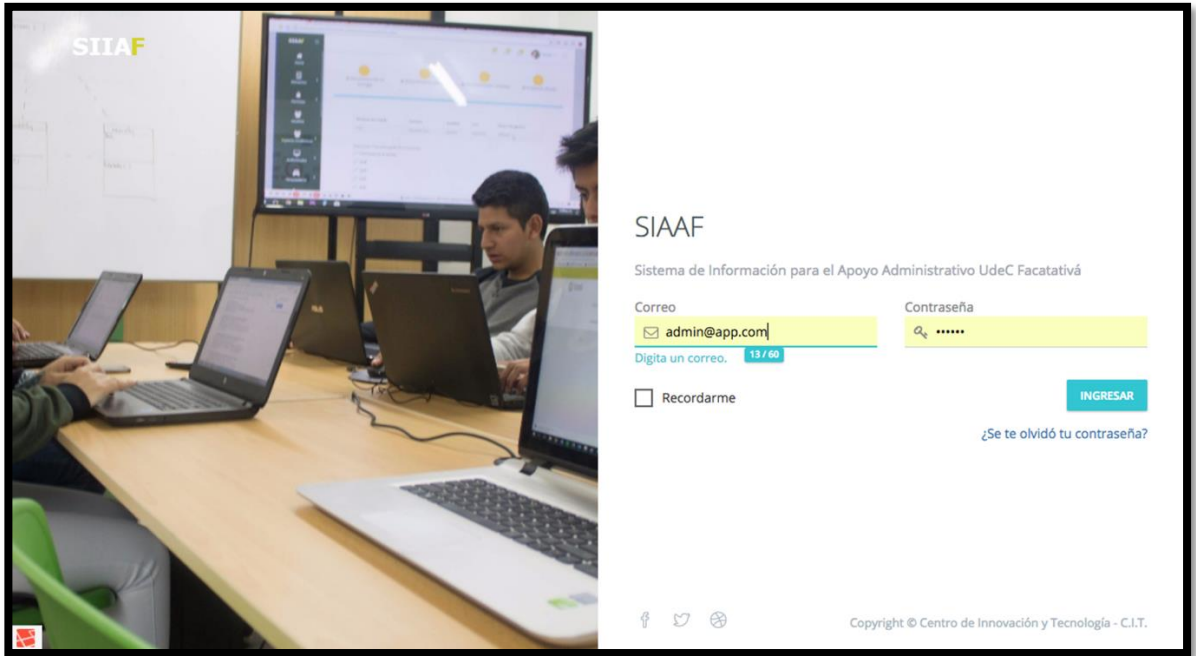 SIIAF
SIAAF
Sistema de Información para el Apoyo Administrativo UdeC Facatativá
Correo
Contraseña
admin@app.com
••••••
Digita un correo.
13 / 60
Recordarme
INGRESAR
¿Se te olvidó tu contraseña?
Copyright © Centro de Innovación y Tecnología - C.I.T.